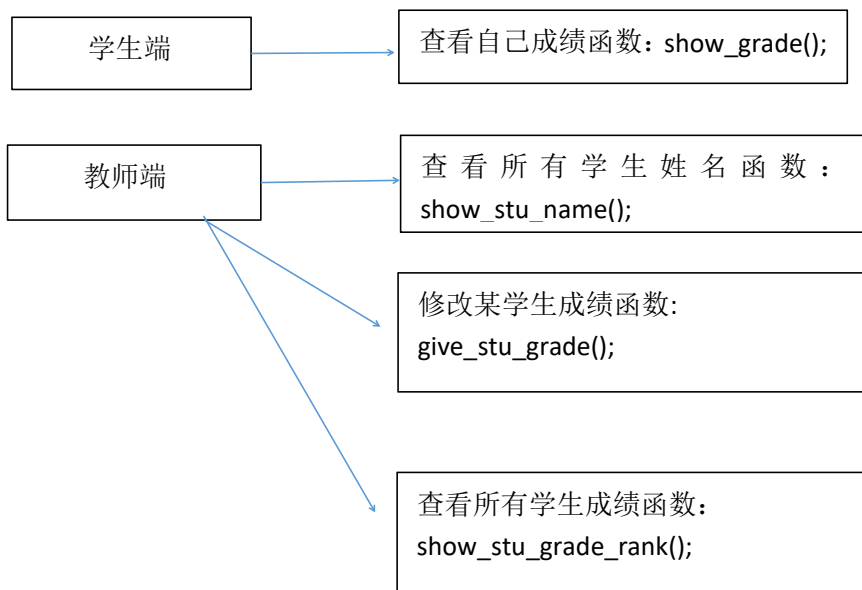 学生端
查看自己成绩函数：show_grade();
教师端
查看所有学生姓名函数：
show_stu_name();
修改某学生成绩函数:
give_stu_grade();
查看所有学生成绩函数：
show_stu_grade_rank();